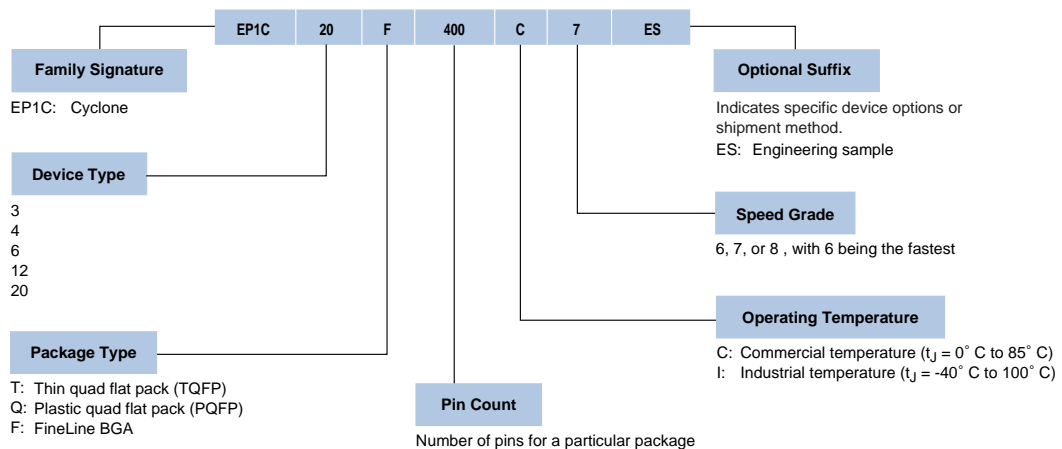 EP1C 20 F 400 C 7 ES
Family Signature
EP1C: Cyclone
Device Type
3
4
6
12
20
Package Type
T: Thin quad flat pack (TQFP)
Q: Plastic quad flat pack (PQFP)
F: FineLine BGA
Pin Count
Number of pins for a particular package
Optional Suffix
Indicates specific device options or
shipment method.
ES: Engineering sample
Speed Grade
6, 7, or 8 , with 6 being the fastest
Operating Temperature
C: Commercial temperature (tJ = 0° C to 85° C)
I: Industrial temperature (tJ = -40° C to 100° C)